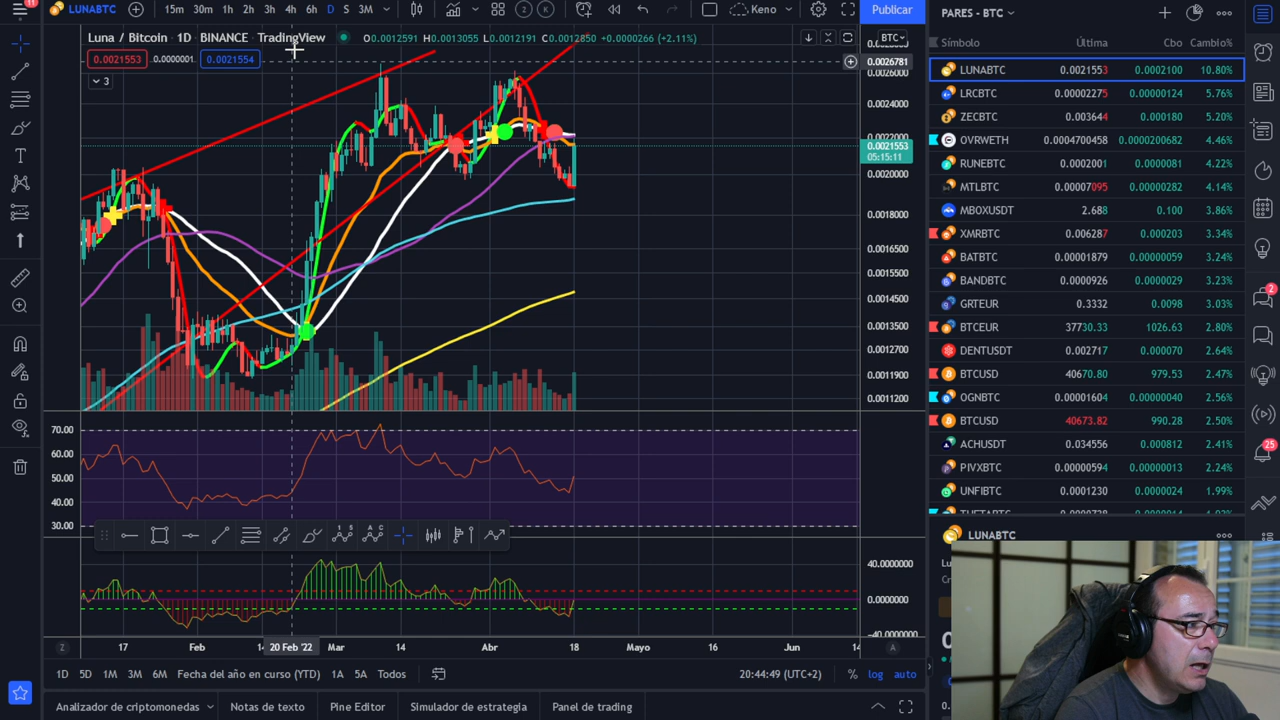 11
LUNABTC
15m 30m 1h 2h 3h 4h 6h D S 3M
2
K
Keno
Publicar
PARES - BTC
Luna / Bitcoin · 1D · BINANCE · TradingView
O0.0012591 H0.0013055 L0.0012191 C0.0012850 +0.0000266 (+2.11%)
BTC
0.0021553
0.0000001
0.0021554
3
0.0026781
0.0026000
0.0024000
0.0022000
0.0021553
05:15:11
0.0020000
0.0018000
0.0016500
0.0015500
0.0014500
0.0013500
0.0012700
0.0011900
0.0011200
70.00
60.00
50.00
40.00
30.00
40.0000000
0.0000000
-40.0000000
Z
17 Feb 14 20 Feb '22 Mar 14 Abr 18 Mayo 16 Jun 14
A
1D 5D 1M 3M 6M Fecha del año en curso (YTD) 1A 5A Todos
20:44:49 (UTC+2)
% log auto
Analizador de criptomonedas Notas de texto Pine Editor Simulador de estrategia Panel de trading
Símbolo Última Cbo Cambio%
LUNABTC 0.0021553 0.0002100 10.80%
LRCBTC 0.00002275 0.00000124 5.76%
ZECBTC 0.003644 0.000180 5.20%
OVRWETH 0.0004700458 0.00000200682 4.46%
RUNEBTC 0.0002001 0.0000081 4.22%
MTLBTC 0.00007095 0.00000282 4.14%
MBOXUSDT 2.688 0.100 3.86%
XMRBTC 0.006287 0.000203 3.34%
BATBTC 0.00001879 0.00000059 3.24%
BANDBTC 0.0000926 0.0000029 3.23%
GRTEUR 0.3332 0.0098 3.03%
BTCEUR 37730.33 1026.63 2.80%
DENTUSDT 0.002717 0.000070 2.64%
BTCUSD 40670.80 979.53 2.47%
OGNBTC 0.00001604 0.00000040 2.56%
BTCUSD 40673.82 990.28 2.50%
ACHUSDT 0.034556 0.000812 2.41%
PIVXBTC 0.00000594 0.00000013 2.24%
UNFIBTC 0.0001230 0.0000024 1.99%
LUNABTC
2
25